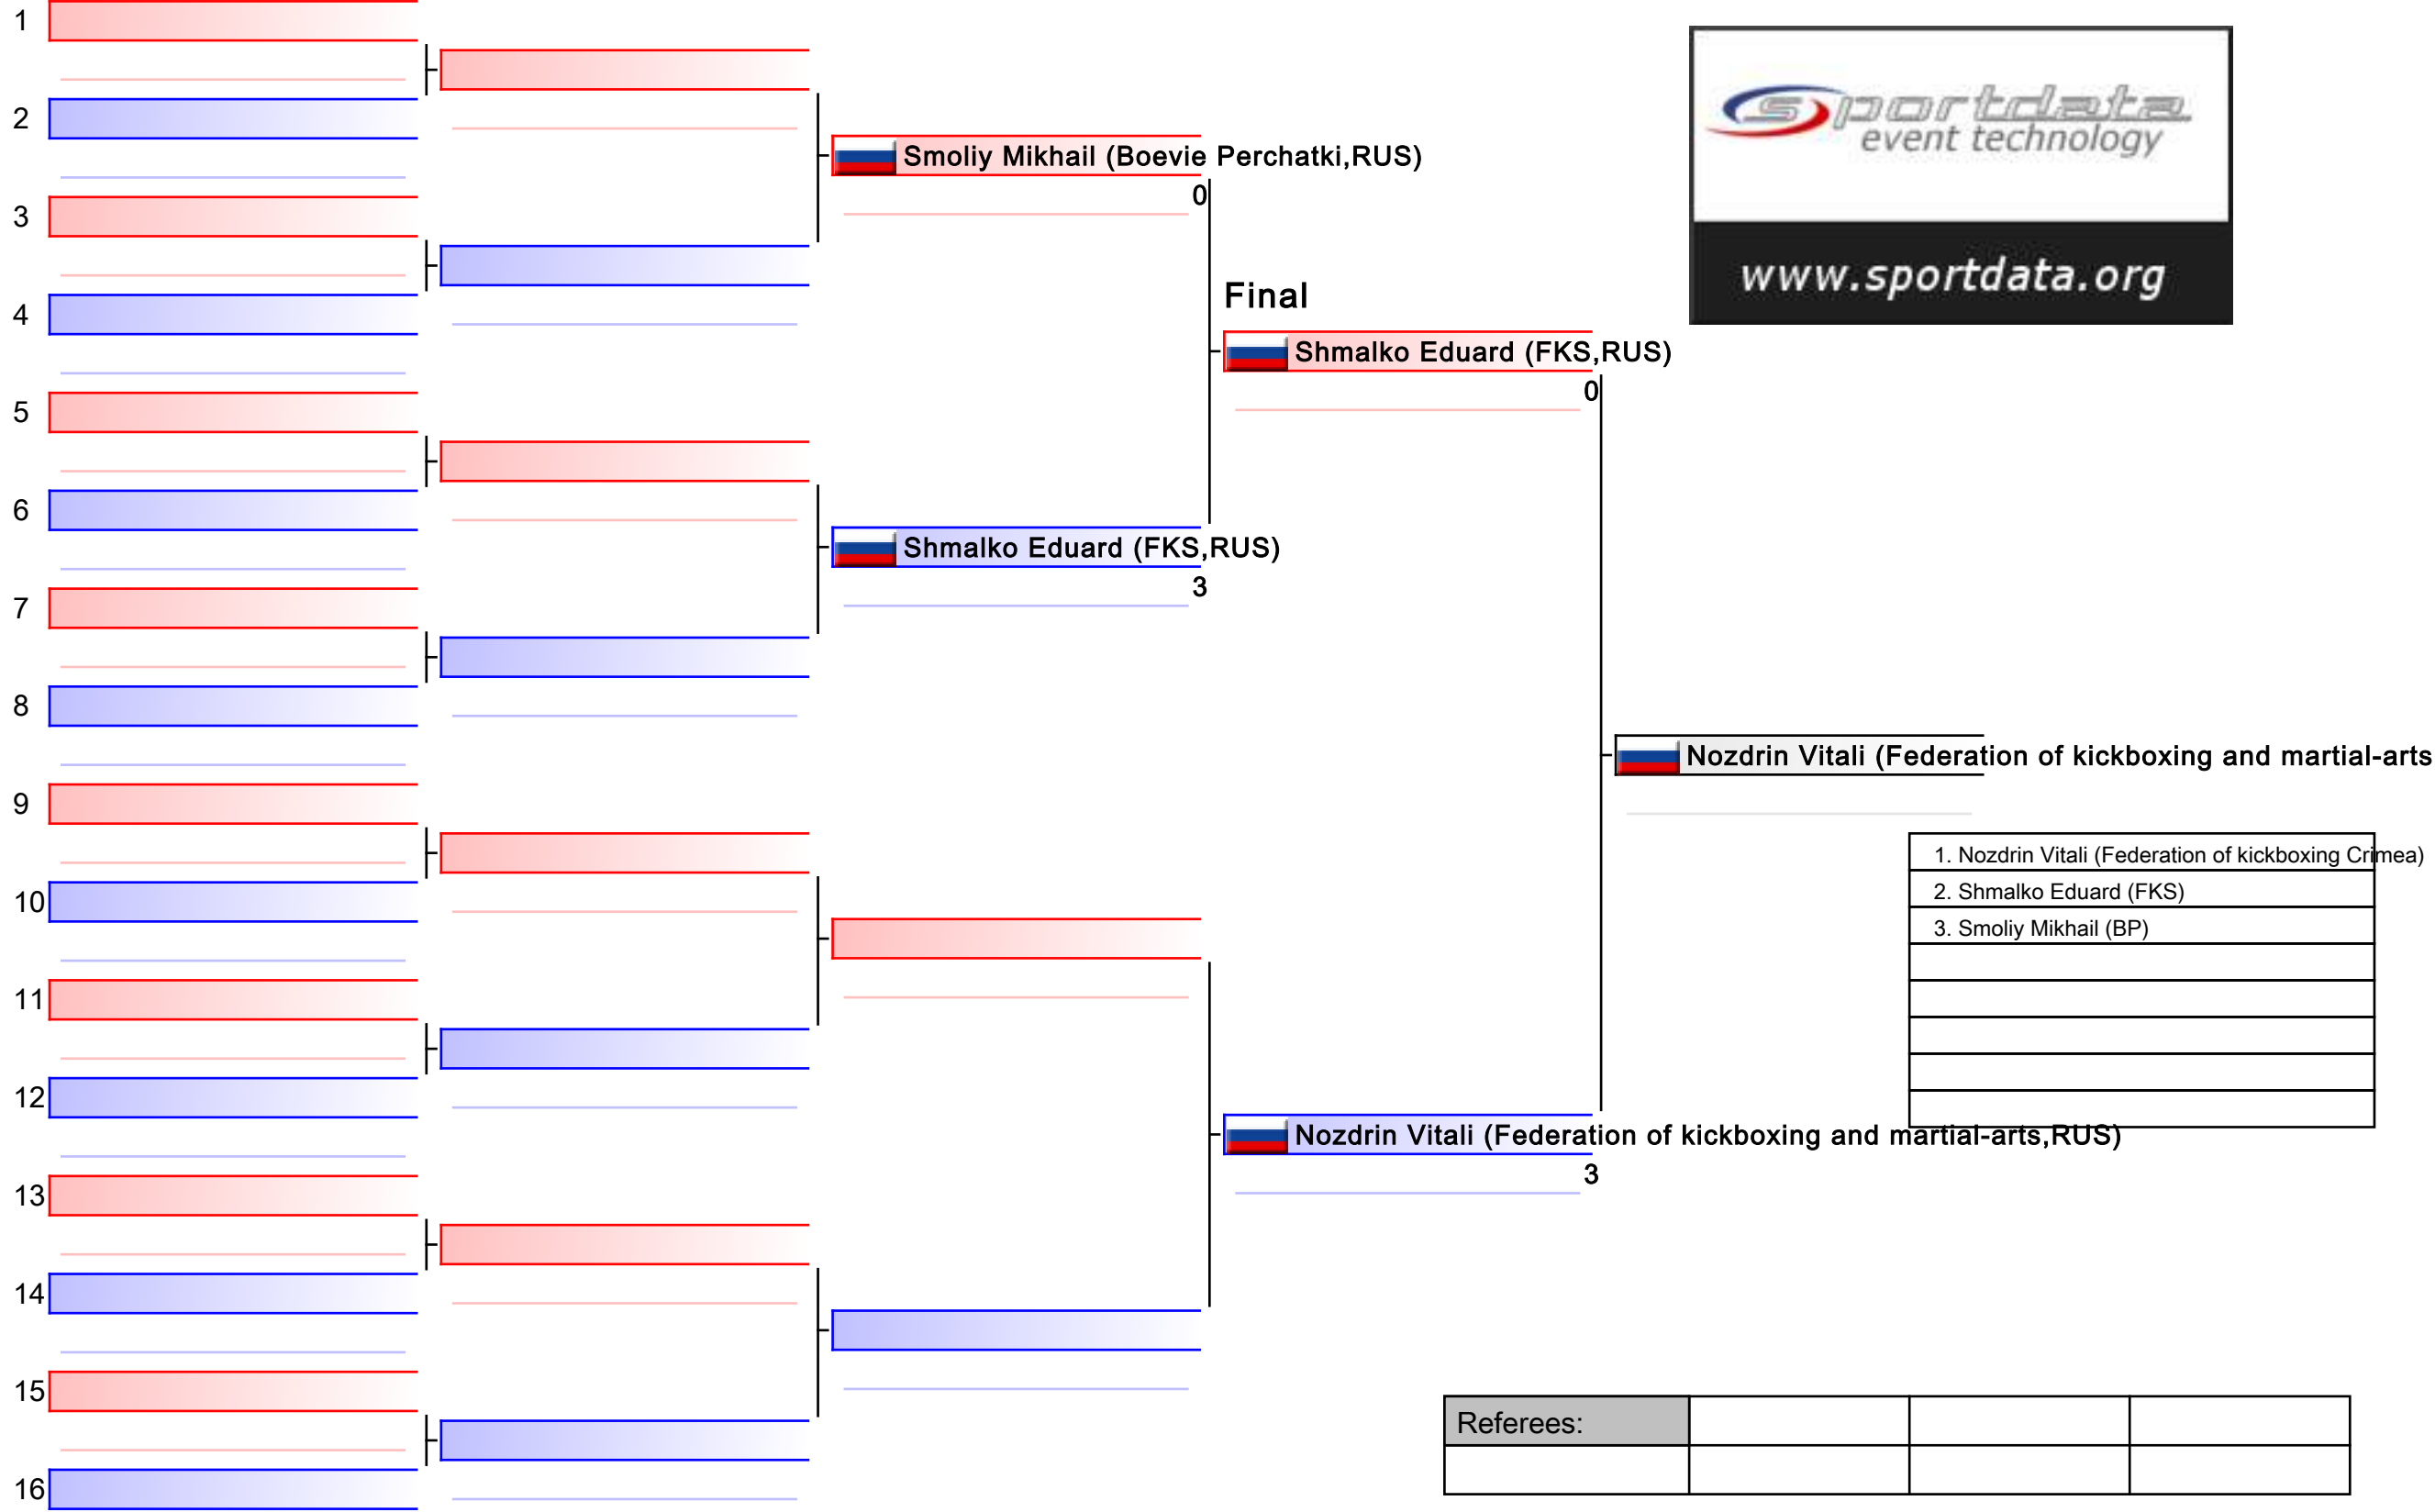 1
2
3
4
5
6
7
8
9
10
11
12
13
14
15
16
Smoliy Mikhail (Boevie Perchatki,RUS)
0
Shmalko Eduard (FKS,RUS)
3
Final
Shmalko Eduard (FKS,RUS)
0
Nozdrin Vitali (Federation of kickboxing and martial-arts,RUS)
3
Nozdrin Vitali (Federation of kickboxing and martial-arts
sportdata
event technology
www.sportdata.org
1. Nozdrin Vitali (Federation of kickboxing Crimea)
2. Shmalko Eduard (FKS)
3. Smoliy Mikhail (BP)
Referees: